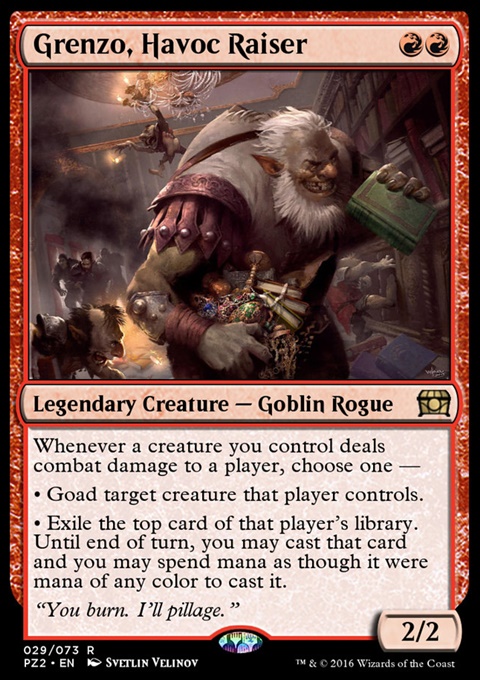 Grenzo, Havoc Raiser
Legendary Creature — Goblin Rogue
Whenever a creature you control deals
combat damage to a player, choose one —
• Goad target creature that player controls.
• Exile the top card of that player's library.
Until end of turn, you may cast that card
and you may spend mana as though it were
mana of any color to cast it.
"You burn. I'll pillage."
2/2
029/073 R
PZ2 • EN Svetlin Velinov
™ & © 2016 Wizards of the Coast